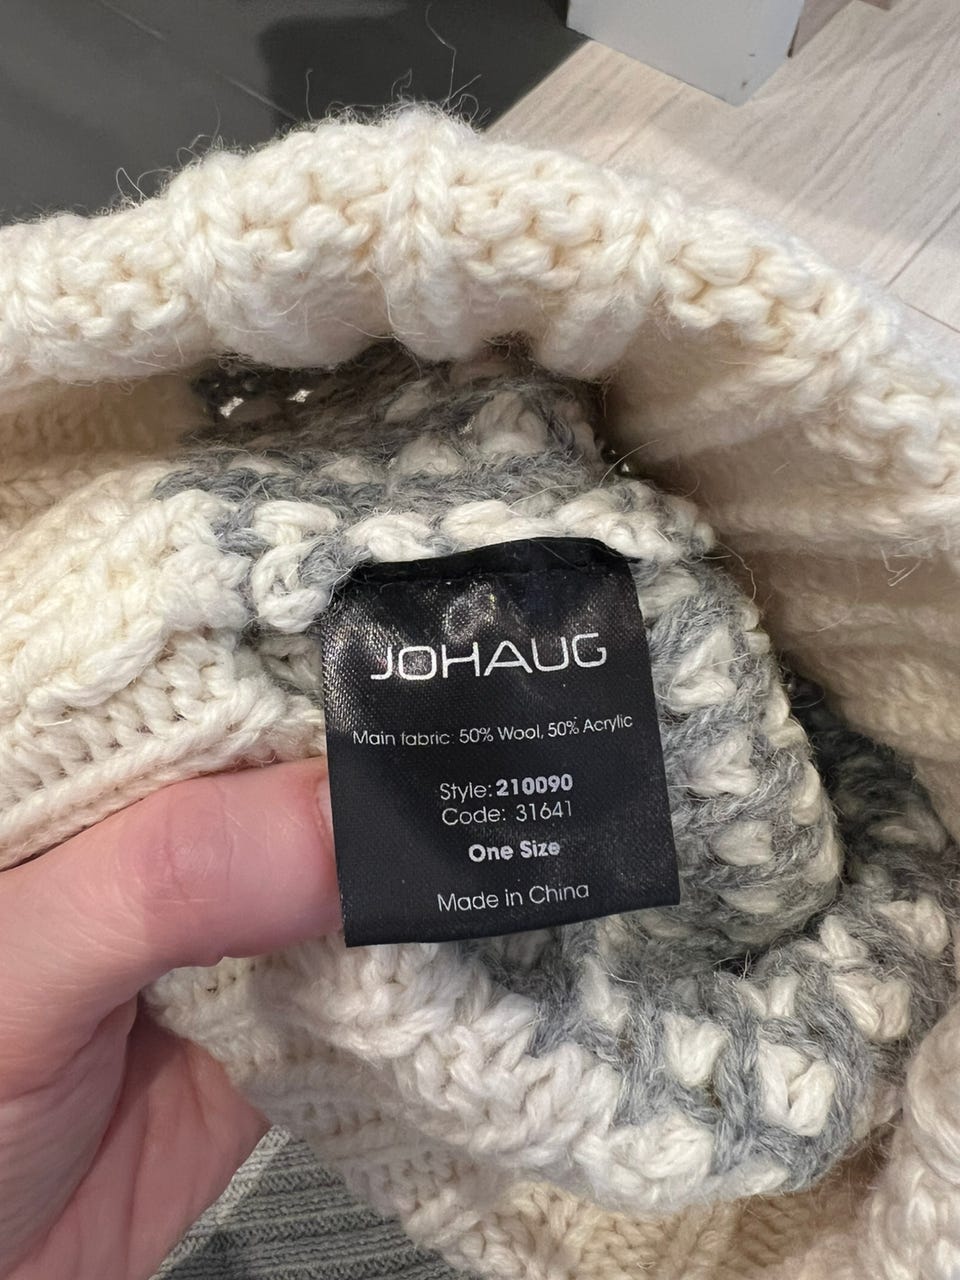 JOHAUG
Main fabric: 50% Wool, 50% Acrylic
Style: 210090
Code: 31641
One Size
Made in China